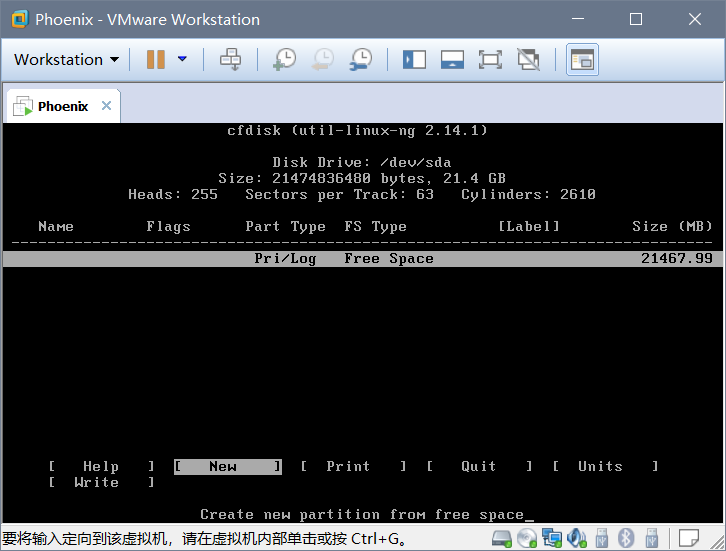 Phoenix - VMware Workstation
Workstation
Phoenix
cfdisk (util-linux-ng 2.14.1)
Disk Drive: /dev/sda
Size: 21474836480 bytes, 21.4 GB
Heads: 255   Sectors per Track: 63   Cylinders: 2610
Name   Flags   Part Type   FS Type   [Label]   Size (MB)
Pri/Log   Free Space   21467.99
[   Help   ]   [   New   ]   [   Print   ]   [   Quit   ]   [   Units   ]
[   Write   ]
Create new partition from free space_
要将输入定向到该虚拟机，请在虚拟机内部单击或按 Ctrl+G。